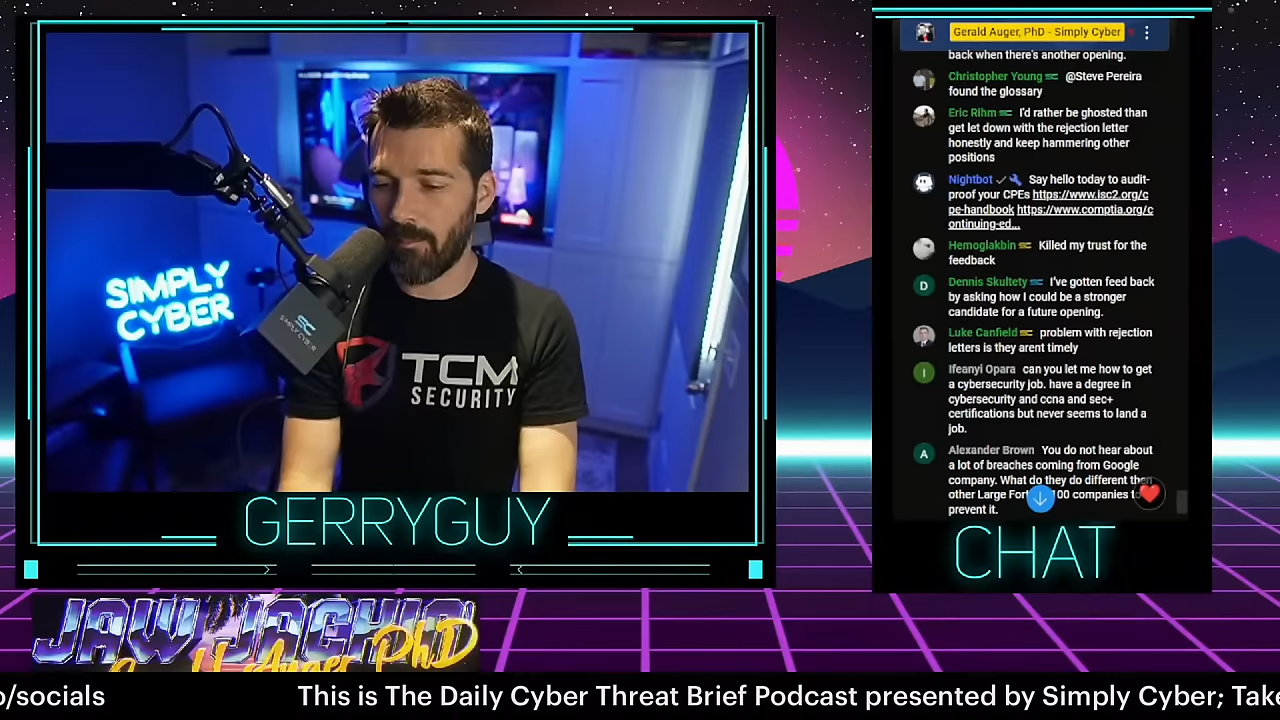 SIMPLY
CYBER
SIMPLY CYBER
TCM
SECURITY
GERRYGUY
Gerald Auger, PhD - Simply Cyber
back when there's another opening.
Christopher Young @Steve Pereira
found the glossary
Eric Rihm I'd rather be ghosted than
get let down with the rejection letter
honestly and keep hammering other
positions
Nightbot Say hello today to audit-
proof your CPEs https://www.isc2.org/c
pe-handbook https://www.comptia.org/c
ontinuing-ed...
Hemoglakbin Killed my trust for the
feedback
D
Dennis Skultety I've gotten feed back
by asking how I could be a stronger
candidate for a future opening.
Luke Canfield problem with rejection
letters is they arent timely
I
Ifeanyi Opara can you let me how to get
a cybersecurity job. have a degree in
cybersecurity and ccna and sec+
certifications but never seems to land a
job.
A
Alexander Brown You do not hear about
a lot of breaches coming from Google
company. What do they do different then
other Large 100 companies
prevent it.
CHAT
JAW
Auger PhD
o/socials
This is The Daily Cyber Threat Brief Podcast presented by Simply Cyber; Take